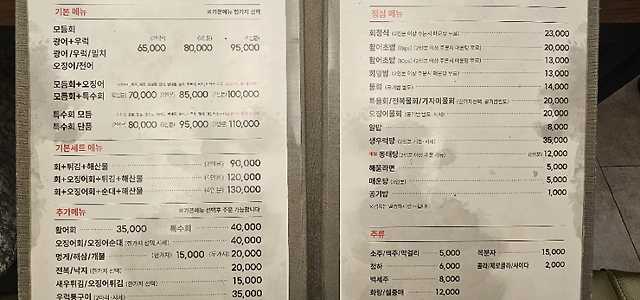 기본 메뉴
※기본메뉴 한가지 선택
모듬회
광어+우럭
광어/우럭/밀치
오징어/전어
65,000 80,000 95,000
모듬회+오징어
모듬회+특수회 70,000 85,000 100,000
특수회 모듬
특수회 단품 80,000 95,000 110,000
기본세트 메뉴
회+튀김+해산물 90,000
회+오징어회+튀김+해산물 120,000
회+오징어회+순대+해산물 130,000
추가메뉴
※기본메뉴 선택후 주문 가능합니다
활어회 35,000 특수회 40,000
오징어회/오징어순대 40,000
멍게/해삼/개불 15,000 20,000
전복/낙지 (한가지 선택) 20,000
새우튀김/오징어튀김 15,000
우럭통구이 35,000
점심 메뉴
회정식 23,000
활어초밥 20,000
활어초밥 13,000
회덮밥 13,000
물회 14,000
특물회/전복물회/가자미물회 20,000
오징어물회 20,000
알밥 8,000
생우럭탕 20,000
동태탕 12,000
해물라면 5,000
매운탕 5,000
공기밥 1,000
주류
소주/맥주/막걸리 5,000
청하 6,000
백세주 8,000
화랑/설중매 12,000
복분자 15,000
콜라/제로콜라/사이다 2,000